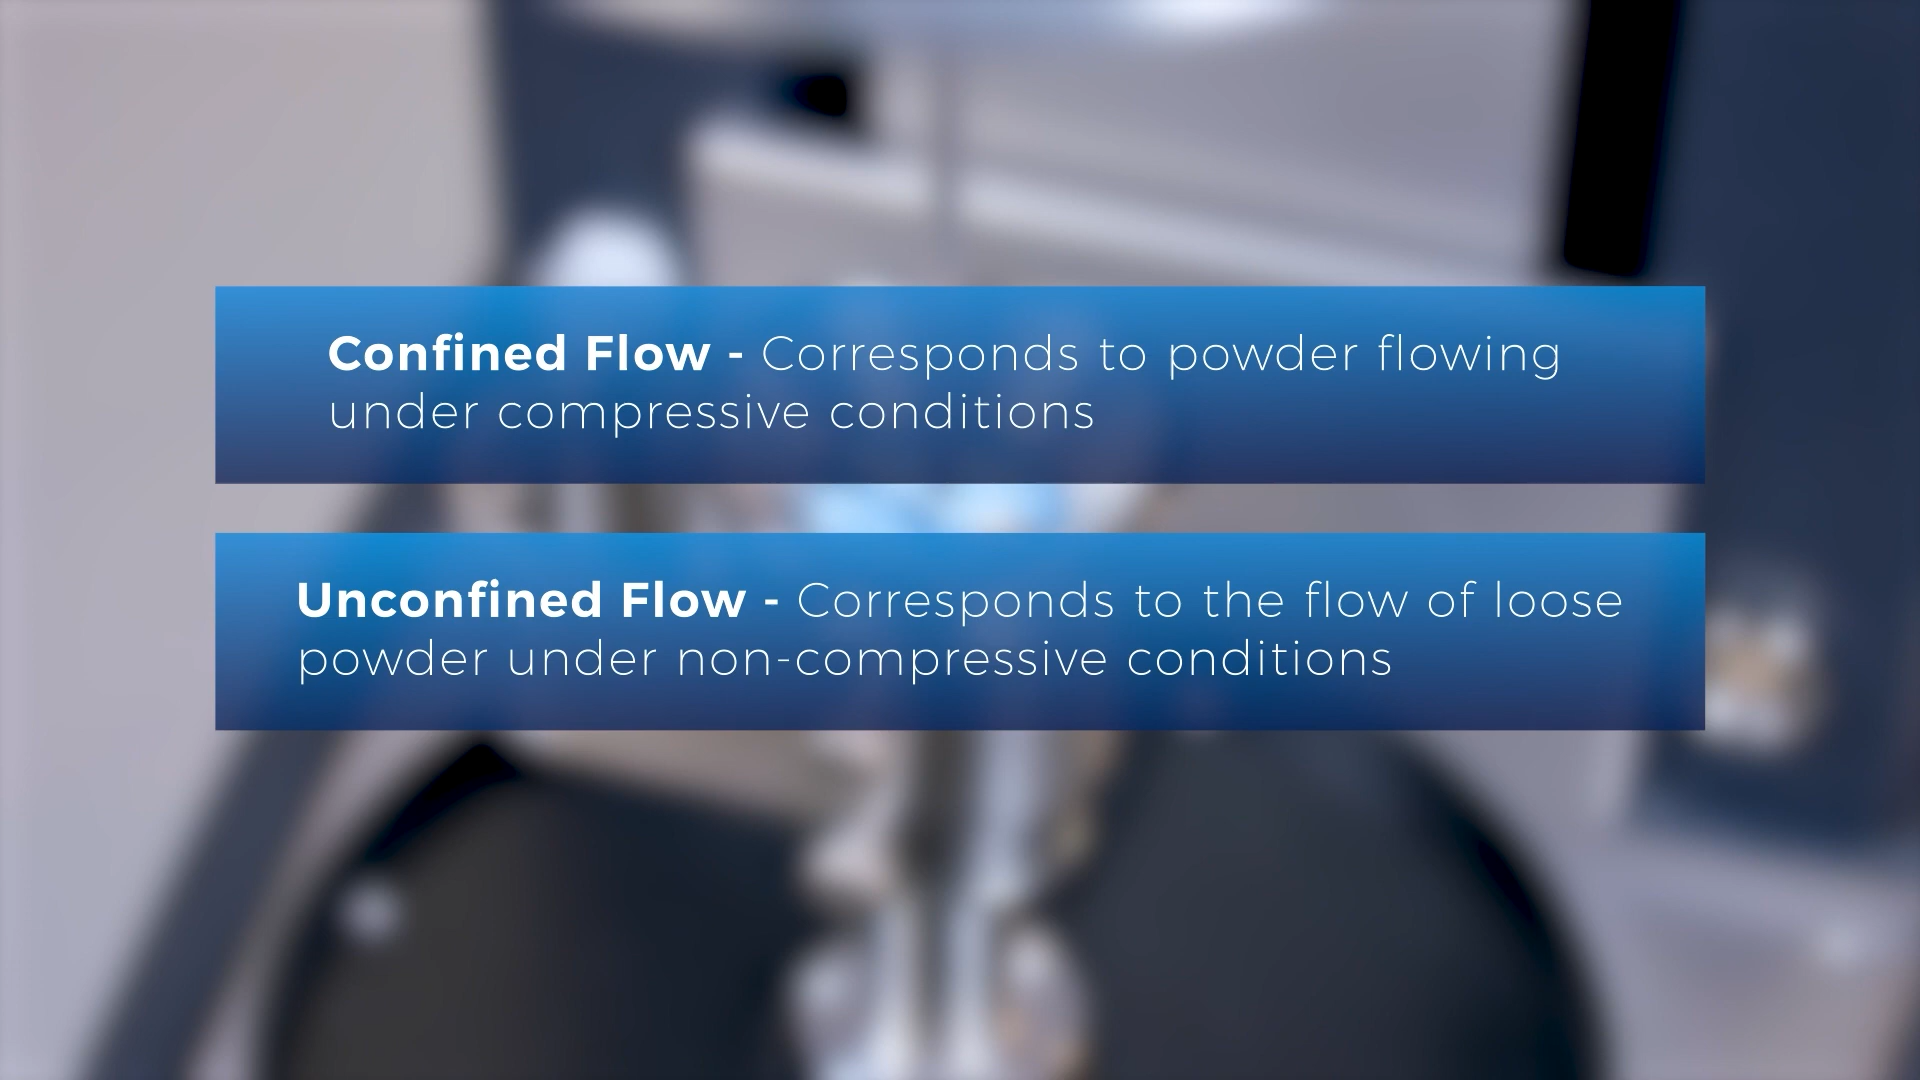 Confined Flow - Corresponds to powder flowing
under compressive conditions
Unconfined Flow - Corresponds to the flow of loose
powder under non-compressive conditions